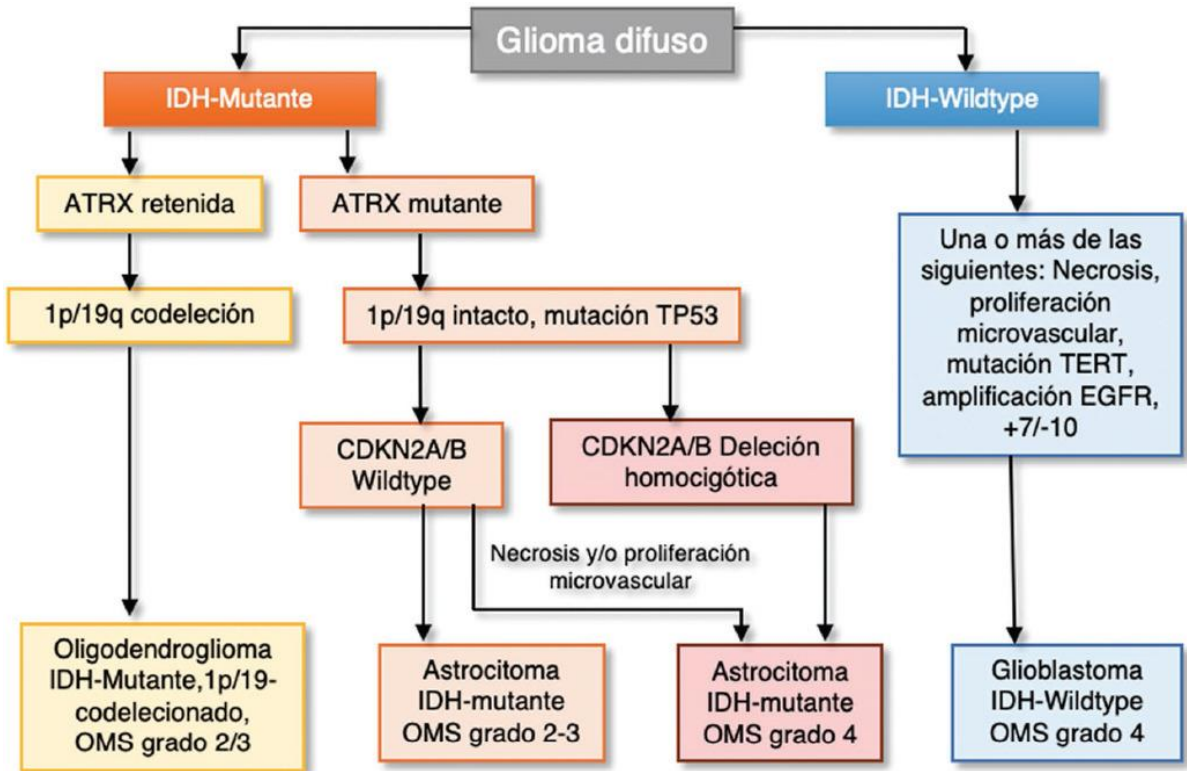 Glioma difuso
IDH-Mutante
IDH-Wildtype
ATRX retenida
ATRX mutante
Una o más de las
siguientes: Necrosis,
proliferación
microvascular,
mutación TERT,
amplificación EGFR,
+7/-10
1p/19q codeleción
1p/19q intacto, mutación TP53
CDKN2A/B
Wildtype
CDKN2A/B Deleción
homocigótica
Necrosis y/o proliferación
microvascular
Oligodendroglioma
IDH-Mutante,1p/19-
codelecionado,
OMS grado 2/3
Astrocitoma
IDH-mutante
OMS grado 2-3
Astrocitoma
IDH-mutante
OMS grado 4
Glioblastoma
IDH-Wildtype
OMS grado 4